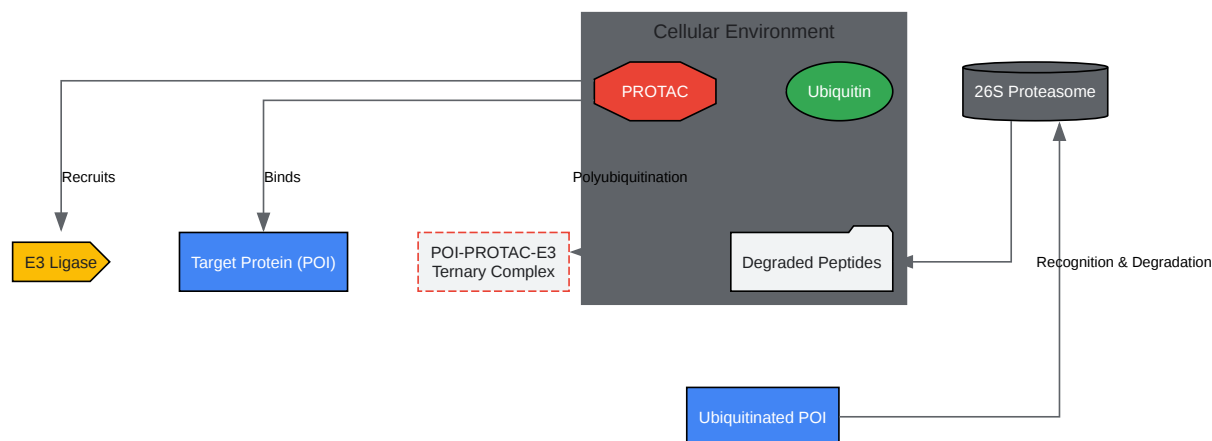 Cellular Environment
PROTAC
Ubiquitin
26S Proteasome
Recruits
Binds
Polyubiquitination
E3 Ligase
Target Protein (POI)
POI-PROTAC-E3
Ternary Complex
Degraded Peptides
Recognition & Degradation
Ubiquitinated POI